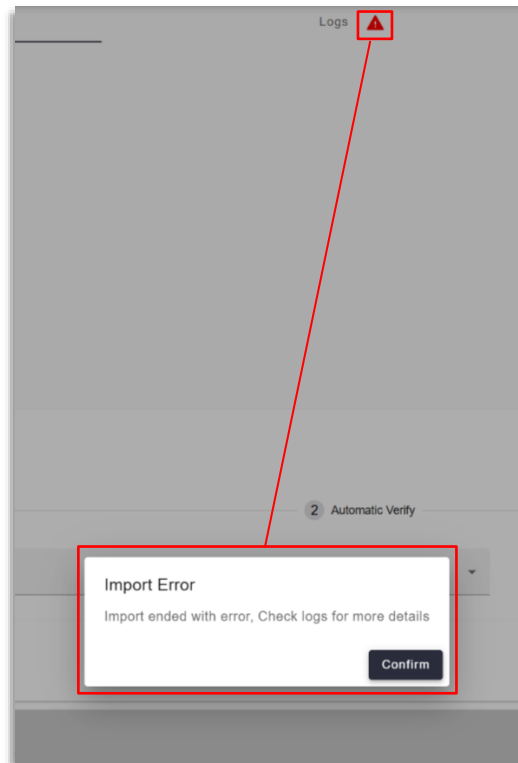 Logs
2 Automatic Verify
Import Error
Import ended with error, Check logs for more details
Confirm